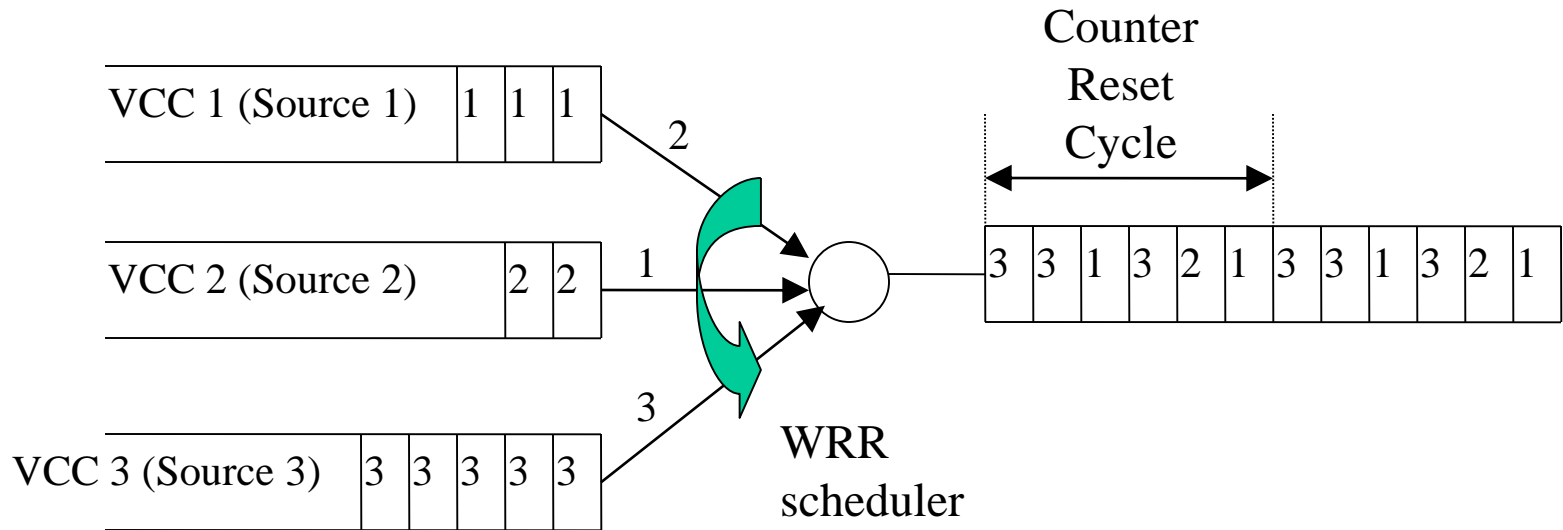 Counter
Reset
Cycle
VCC 1 (Source 1) 1 1 1
2
VCC 2 (Source 2) 2 2
1
3 3 1 3 2 1 3 3 1 3 2 1
3
VCC 3 (Source 3) 3 3 3 3 3
WRR
scheduler